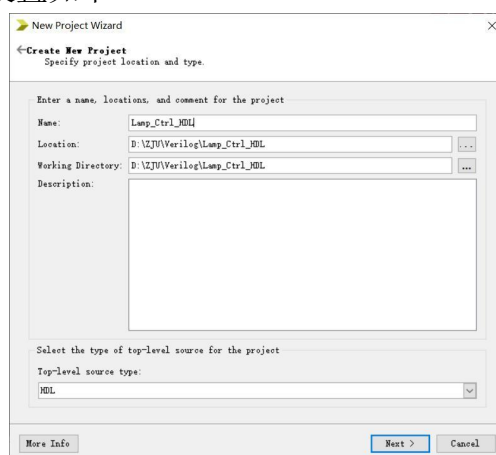 New Project Wizard
Create New Project
Specify project location and type.
Enter a name, locations, and comment for the project
Name:
Lamp_Ctrl_HDL
Location:
D:\ZJU\Verilog\Lamp_Ctrl_HDL
...
Working Directory:
D:\ZJU\Verilog\Lamp_Ctrl_HDL
...
Description:
Select the type of top-level source for the project
Top-level source type:
HDL
More Info
Next >
Cancel